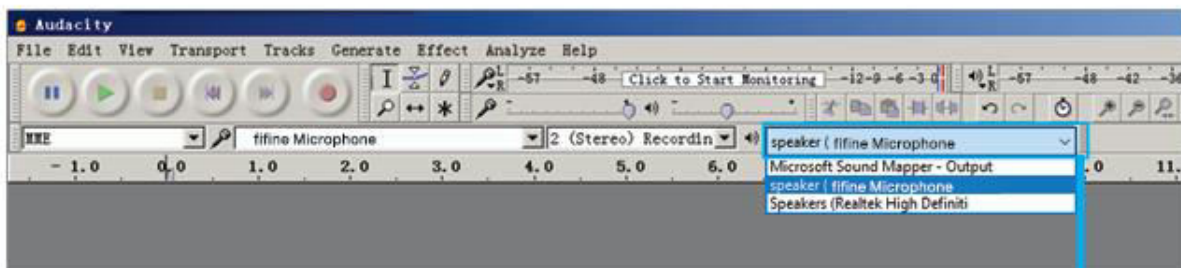 Audacity
File Edit View Transport Tracks Generate Effect Analyze Help
L R -57 -48 Click to Start Monitoring -12 -9 -6 -3 0 L R -57 -48 -42 -36
MME fifine Microphone 2 (Stereo) Recordin speaker ( fifine Microphone
- 1.0 0.0 1.0 2.0 3.0 4.0 5.0 6.0 .0 11.
Microsoft Sound Mapper - Output
speaker ( fifine Microphone
Speakers (Realtek High Definiti